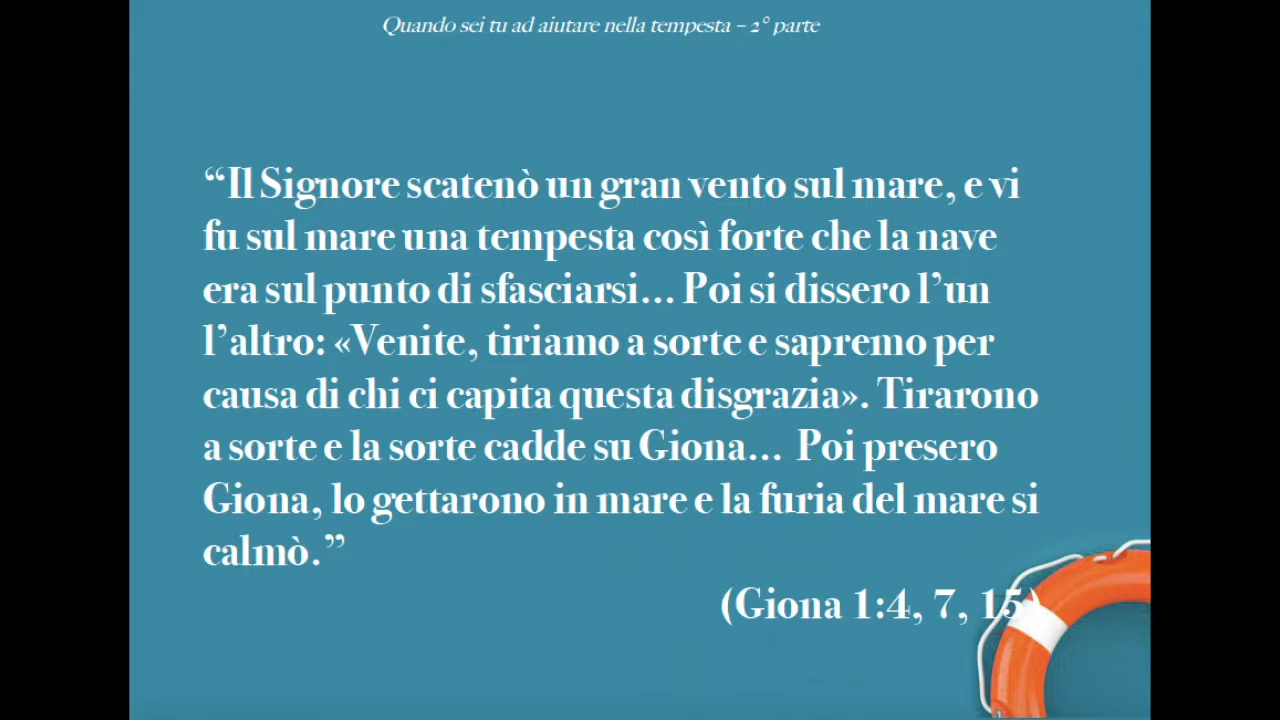 Quando sei tu ad aiutare nella tempesta – 2° parte
“Il Signore scatenò un gran vento sul mare, e vi
fu sul mare una tempesta così forte che la nave
era sul punto di sfasciarsi... Poi si dissero l’un
l’altro: «Venite, tiriamo a sorte e sapremo per
causa di chi ci capita questa disgrazia». Tirarono
a sorte e la sorte cadde su Giona... Poi presero
Giona, lo gettarono in mare e la furia del mare si
calmò.”
(Giona 1:4, 7, 15)